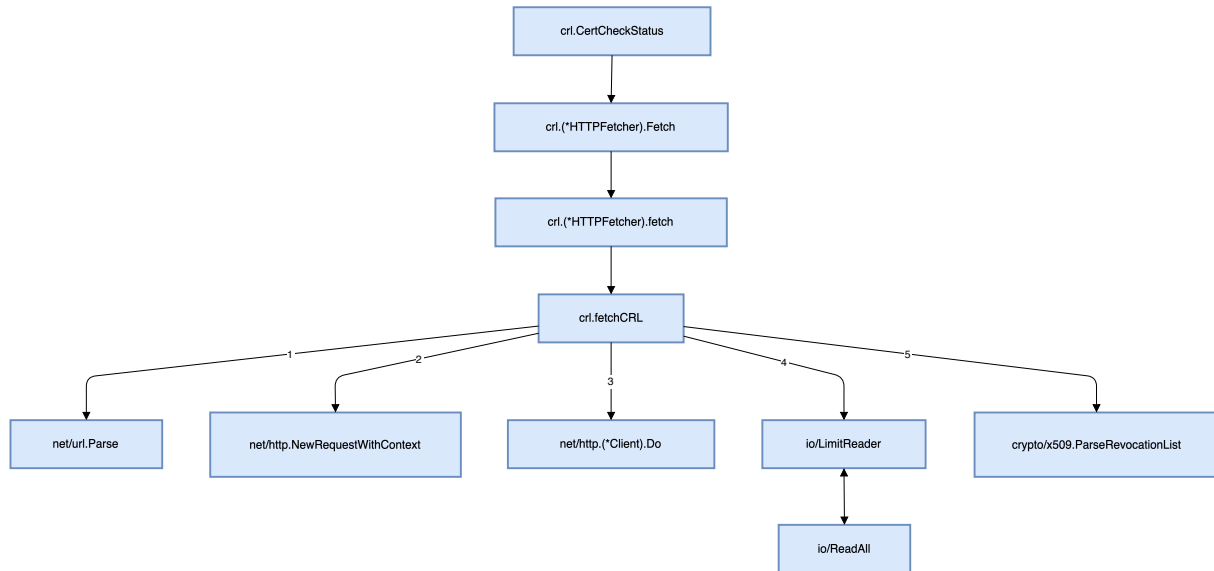 crl.CertCheckStatus
crl.(*HTTPFetcher).Fetch
crl.(*HTTPFetcher).fetch
crl.fetchCRL
1
2
3
4
5
net/url.Parse
net/http.NewRequestWithContext
net/http.(*Client).Do
io/LimitReader
crypto/x509.ParseRevocationList
io/ReadAll